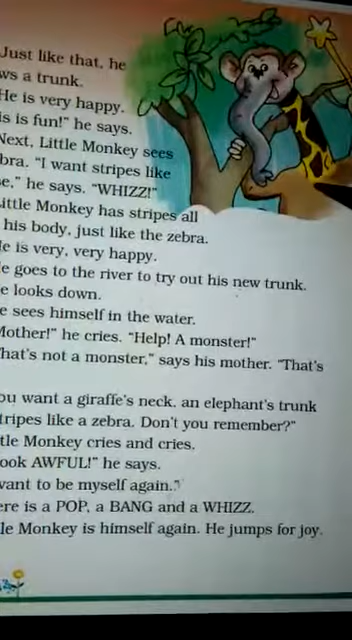 Just like that, he
ws a trunk.
He is very happy.
is is fun!" he says.
Next, Little Monkey sees
bra. "I want stripes like
se," he says. "WHIZZ!"
ittle Monkey has stripes all
his body, just like the zebra.
e is very, very happy.
e goes to the river to try out his new trunk.
e looks down.
e sees himself in the water.
Mother!" he cries. "Help! A monster!"
hat's not a monster," says his mother. "That's
ou want a giraffe's neck, an elephant's trunk
tripes like a zebra. Don't you remember?"
tle Monkey cries and cries.
ook AWFUL!" he says.
want to be myself again."
ere is a POP, a BANG and a WHIZZ.
le Monkey is himself again. He jumps for joy.